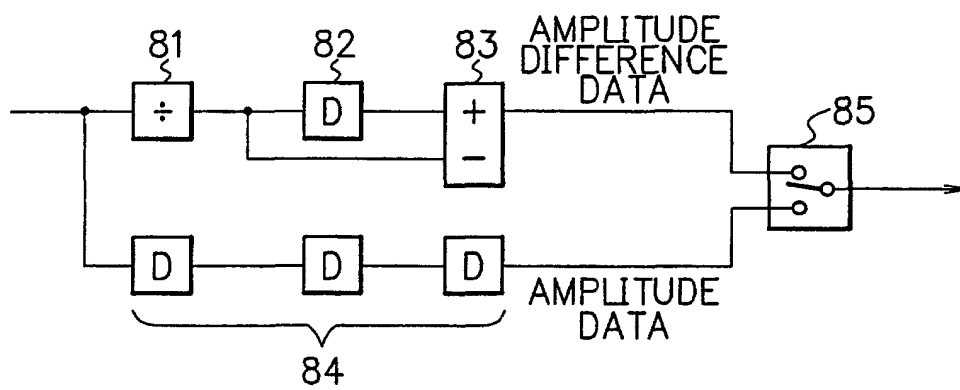 81
82
83
AMPLITUDE
DIFFERENCE
DATA
÷
D
+
−
85
D
D
D
AMPLITUDE
DATA
84